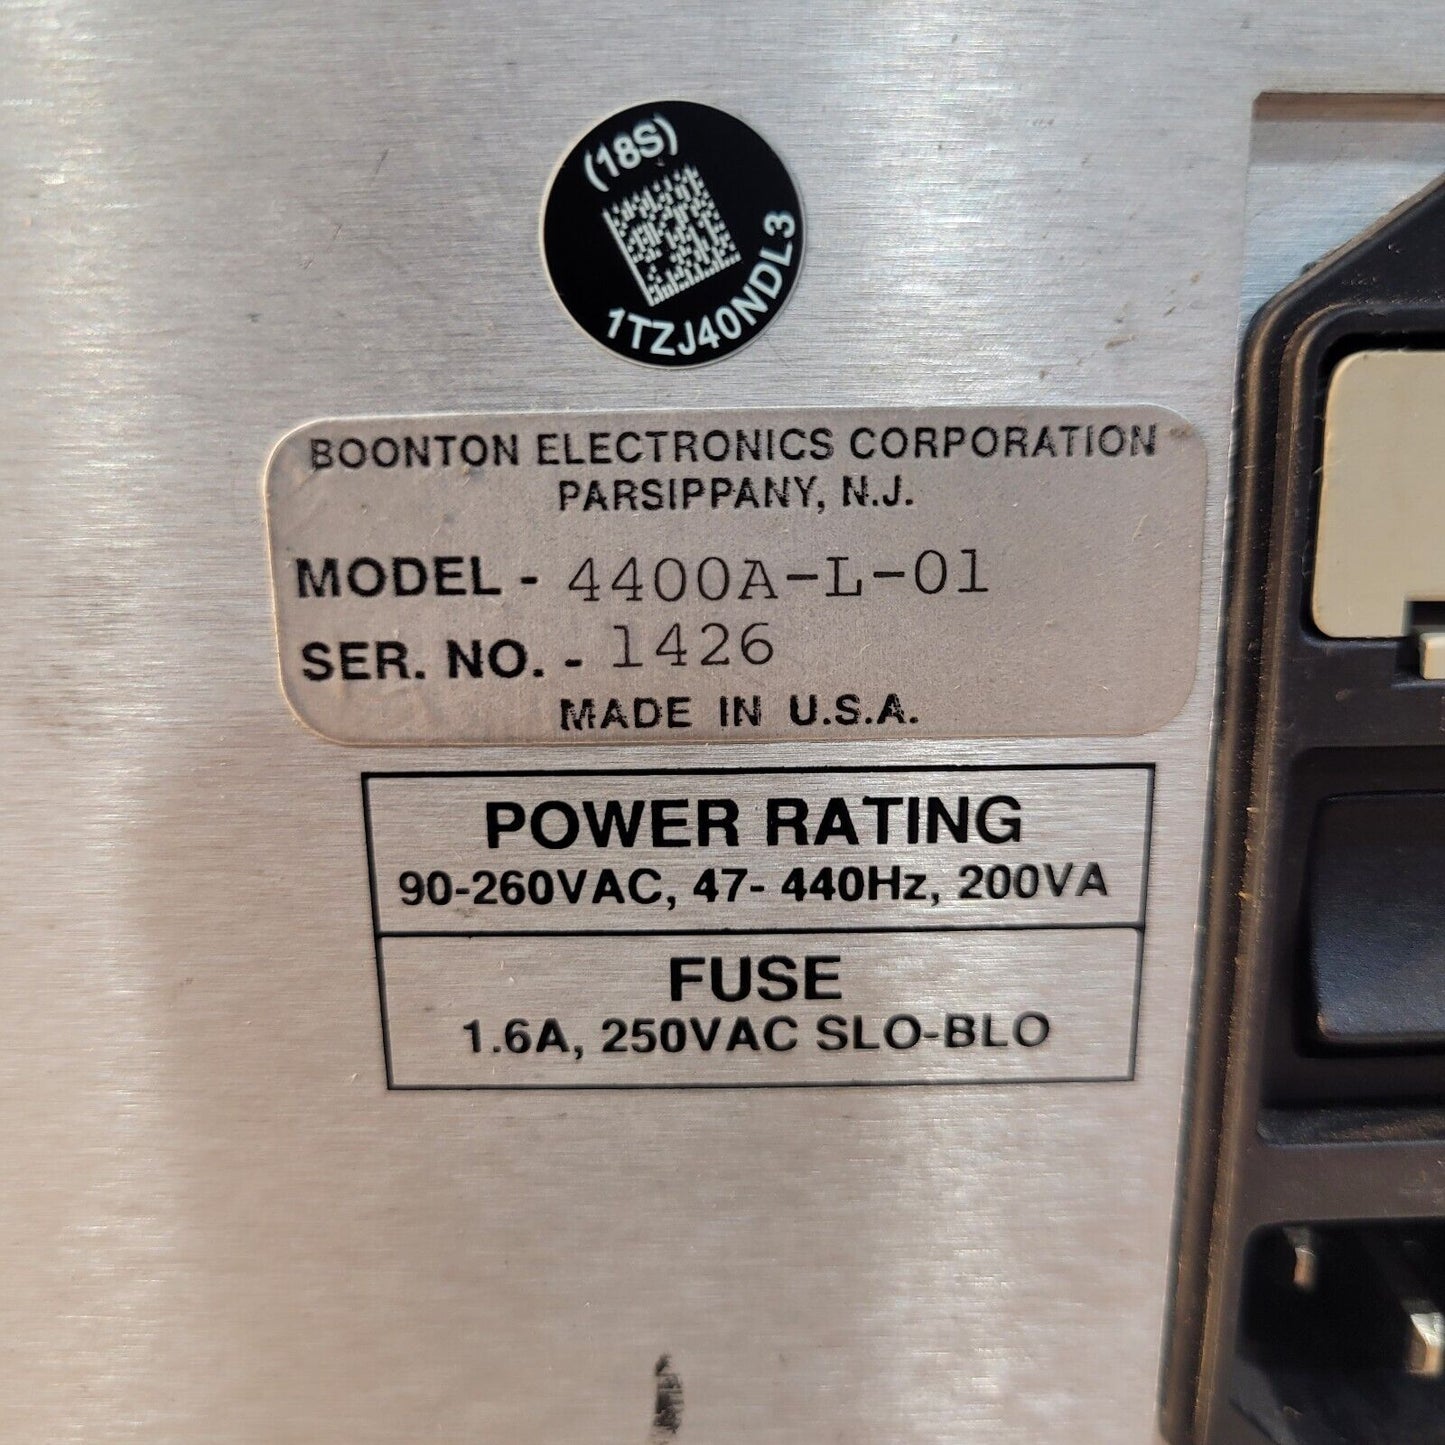 (18S)
1TZJ40NDL3
BOONTON ELECTRONICS CORPORATION
PARSIPPANY, N.J.
MODEL - 4400A-L-01
SER. NO. - 1426
MADE IN U.S.A.
POWER RATING
90-260VAC, 47- 440Hz, 200VA
FUSE
1.6A, 250VAC SLO-BLO